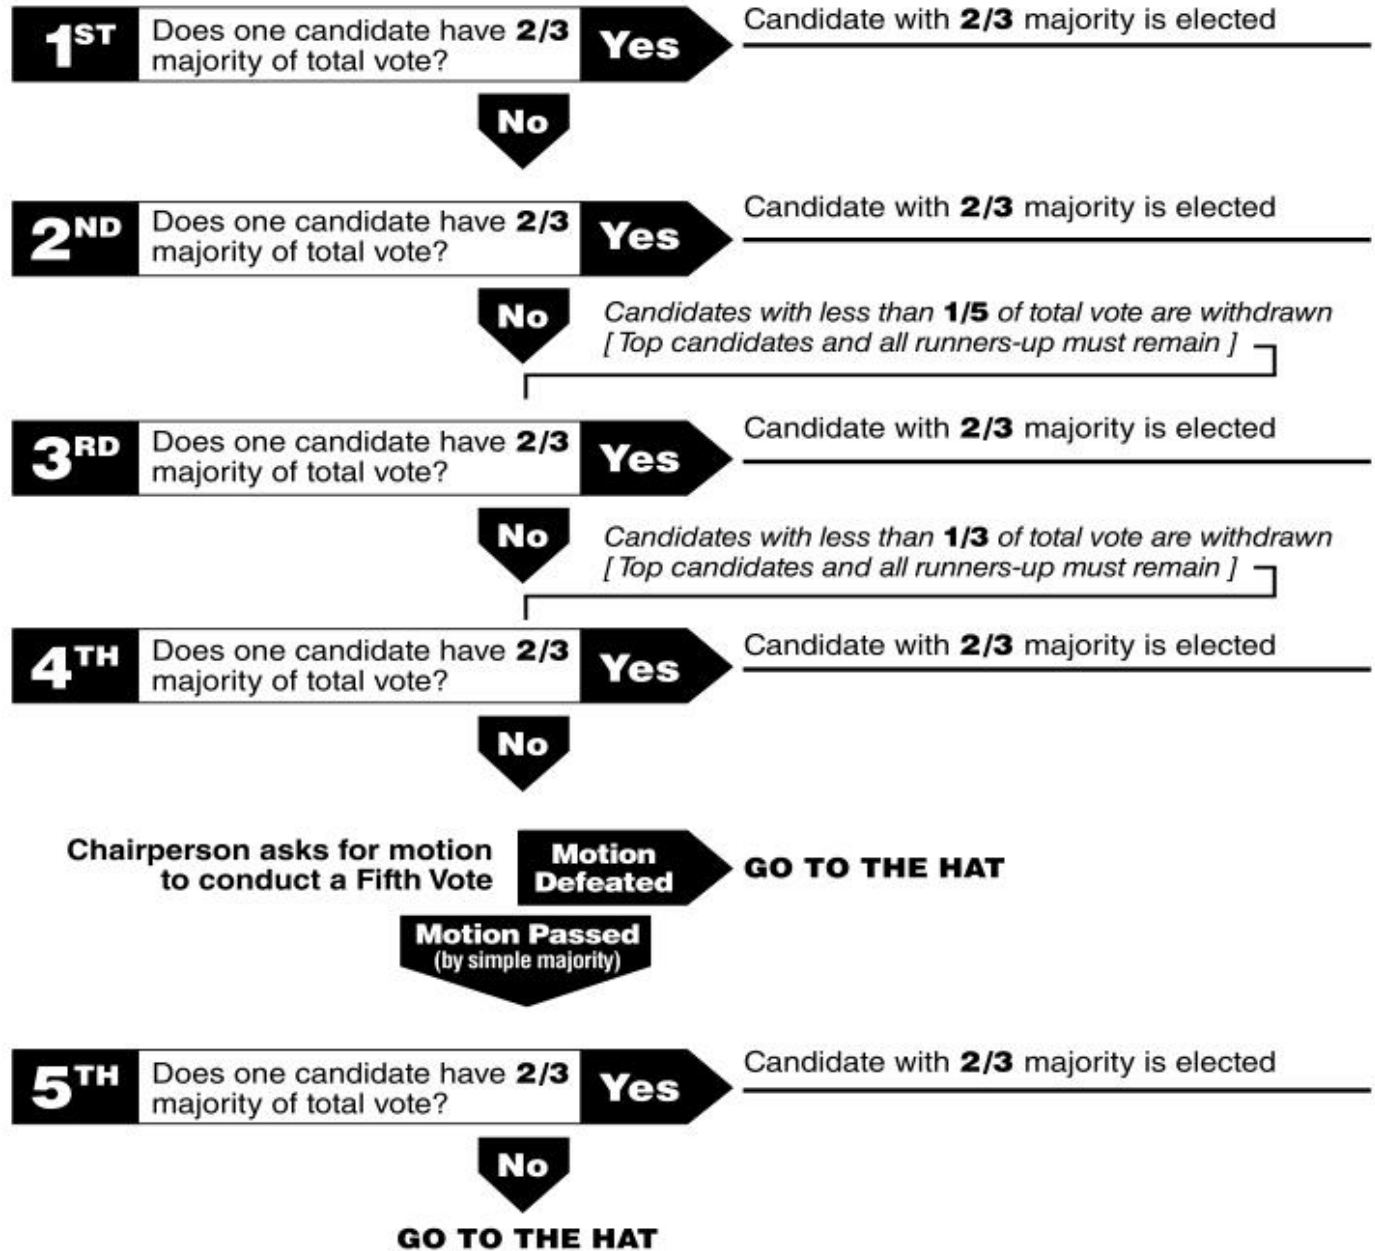 1ST
Does one candidate have 2/3
majority of total vote?
Yes
Candidate with 2/3 majority is elected
No
2ND
Does one candidate have 2/3
majority of total vote?
Yes
Candidate with 2/3 majority is elected
No
Candidates with less than 1/5 of total vote are withdrawn
[ Top candidates and all runners-up must remain ]
3RD
Does one candidate have 2/3
majority of total vote?
Yes
Candidate with 2/3 majority is elected
No
Candidates with less than 1/3 of total vote are withdrawn
[ Top candidates and all runners-up must remain ]
4TH
Does one candidate have 2/3
majority of total vote?
Yes
Candidate with 2/3 majority is elected
No
Chairperson asks for motion
to conduct a Fifth Vote
Motion
Defeated
GO TO THE HAT
Motion Passed
(by simple majority)
5TH
Does one candidate have 2/3
majority of total vote?
Yes
Candidate with 2/3 majority is elected
No
GO TO THE HAT